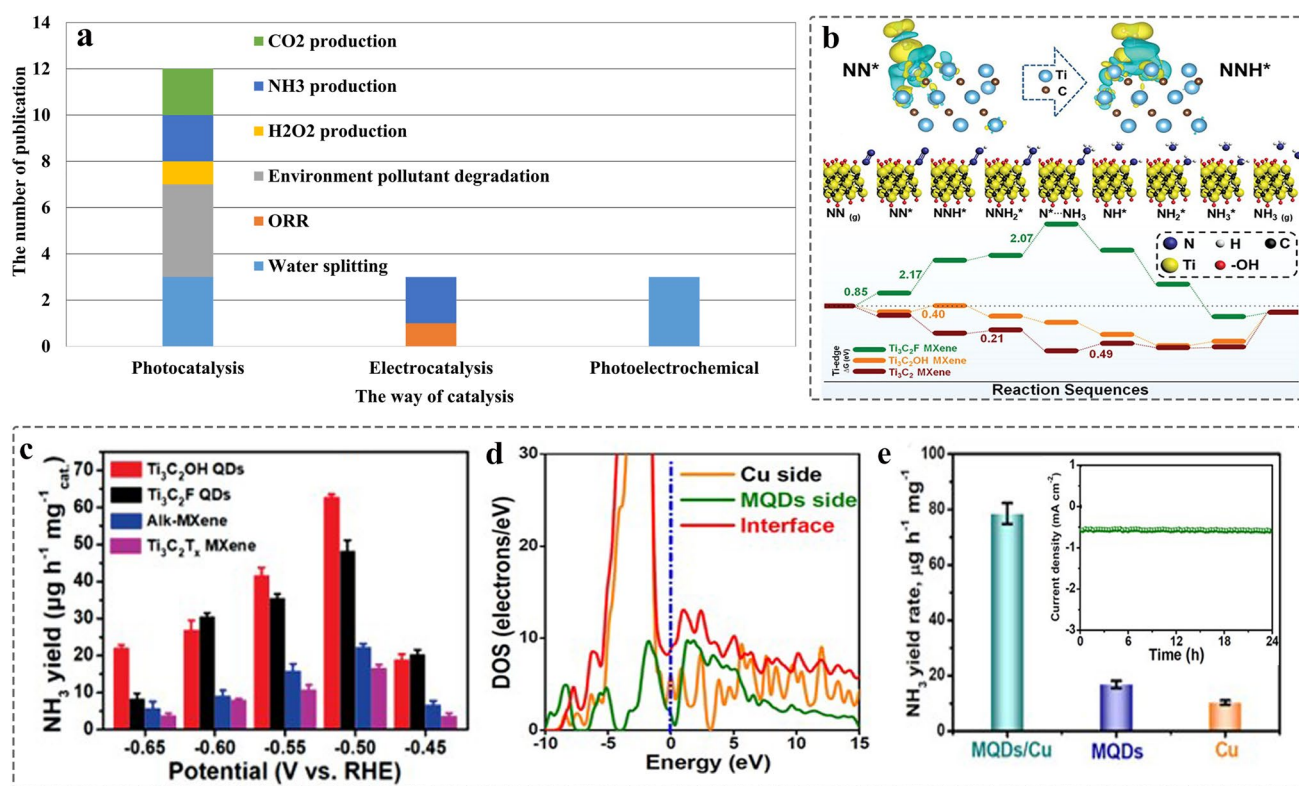 a
The number of publication
14
12
10
8
6
4
2
0
CO2 production
NH3 production
H2O2 production
Environment pollutant degradation
ORR
Water splitting
Photocatalysis Electrocatalysis Photoelectrochemical
The way of catalysis
b
NN* Ti NNH*
C
NN (g) NN* NNH* NNH₂* N*···NH₃ NH* NH₂* NH₃* NH₃ (g)
N H C
Ti -OH
0.85 2.17 2.07
0.40
0.21 0.49
Ti-edge
ΔG (eV)
Ti₃C₂F MXene
Ti₃C₂OH MXene
Ti₃C₂ MXene
Reaction Sequences
c
NH₃ yield (μg h⁻¹ mg⁻¹cat.)
70
60
50
40
30
20
10
0
Ti₃C₂OH QDs
Ti₃C₂F QDs
Alk-MXene
Ti₃C₂Tₓ MXene
-0.65 -0.60 -0.55 -0.50 -0.45
Potential (V vs. RHE)
d
DOS (electrons/eV)
30
20
10
0
Cu side
MQDs side
Interface
-10 -5 0 5 10 15
Energy (eV)
e
NH₃ yield rate, μg h⁻¹ mg⁻¹
100
80
60
40
20
0
Current density (mA cm⁻²)
1
0
-1
-2
-3
0 6 12 18 24
Time (h)
MQDs/Cu MQDs Cu